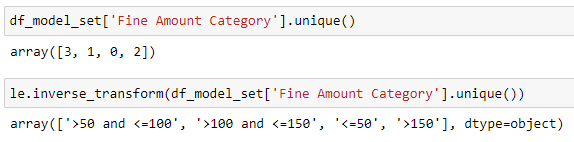 df_model_set['Fine Amount Category'].unique()
array([3, 1, 0, 2])
le.inverse_transform(df_model_set['Fine Amount Category'].unique())
array(['>50 and <=100', '>100 and <=150', '<=50', '>150'], dtype=object)